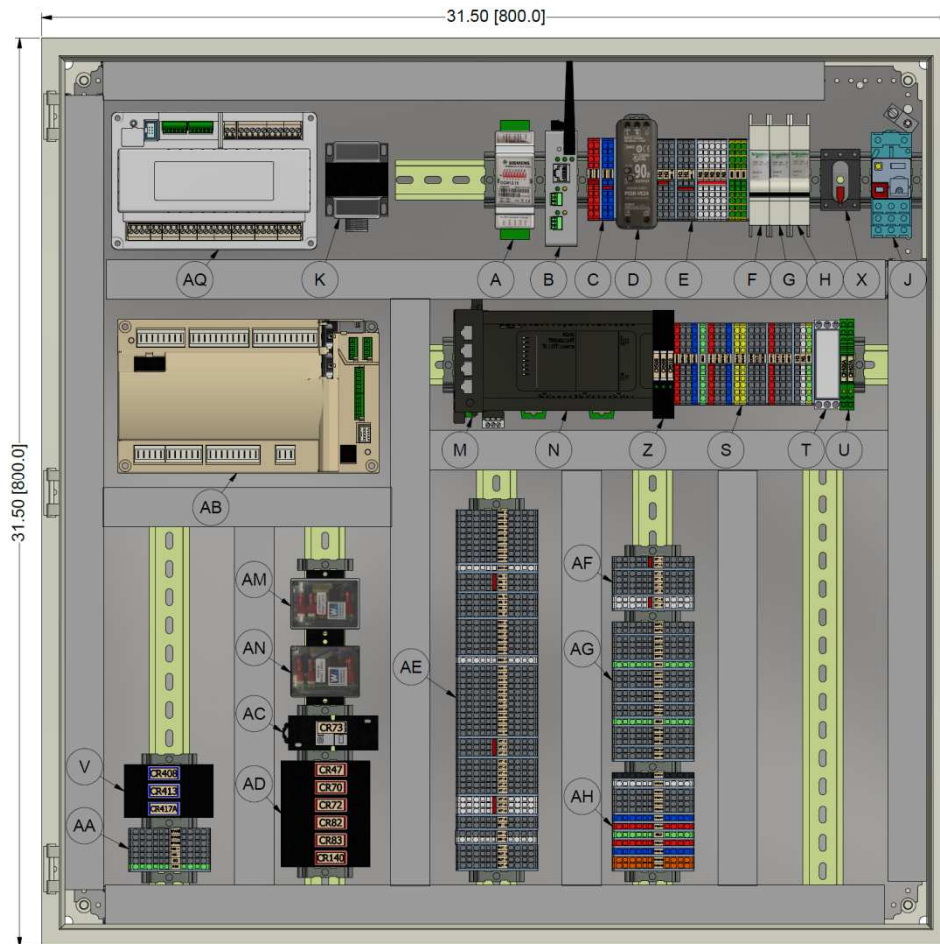 31.50 [800.0]
31.50 [800.0]
SIEMENS
90
AQ
K
A
B
C
D
E
F
G
H
X
J
M
N
Z
S
T
U
AB
AM
AN
AC
CR73
AD
CR47
CR70
CR72
CR82
CR83
CR140
V
CR408
CR413
CR417A
AA
AE
AF
AG
AH